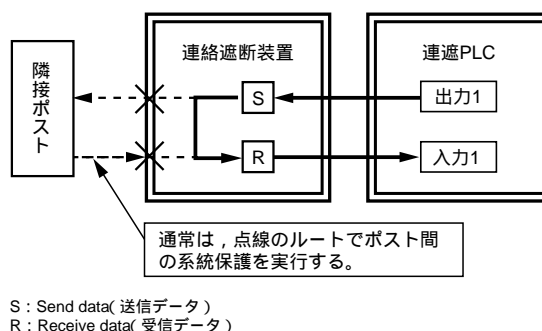 連絡遮断装置
連遮PLC
隣接ポスト
S
出力1
R
入力1
通常は，点線のルートでポスト間
の系統保護を実行する。
S : Send data( 送信データ )
R : Receive data( 受信データ )